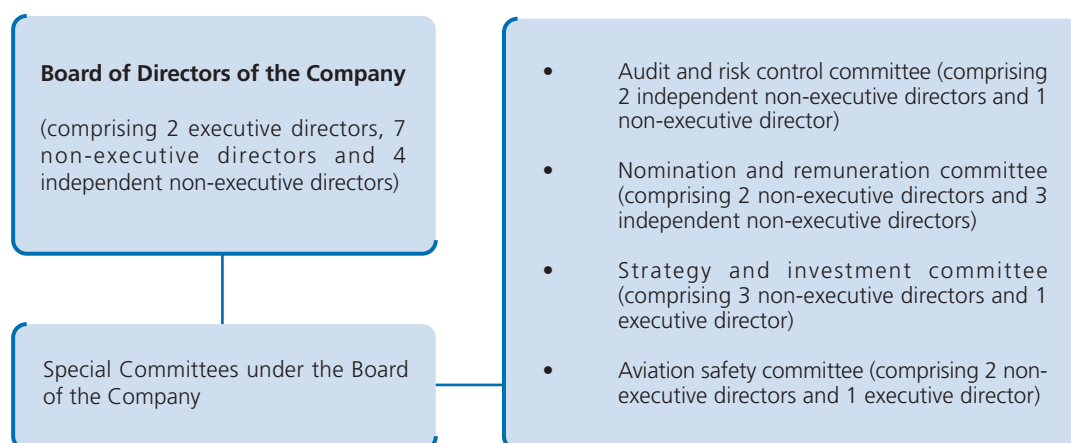 Board of Directors of the Company
(comprising 2 executive directors, 7
non-executive directors and 4
independent non-executive directors)
Special Committees under the Board
of the Company
• Audit and risk control committee (comprising
2 independent non-executive directors and 1
non-executive director)
• Nomination and remuneration committee
(comprising 2 non-executive directors and 3
independent non-executive directors)
• Strategy and investment committee
(comprising 3 non-executive directors and 1
executive director)
• Aviation safety committee (comprising 2 non-
executive directors and 1 executive director)